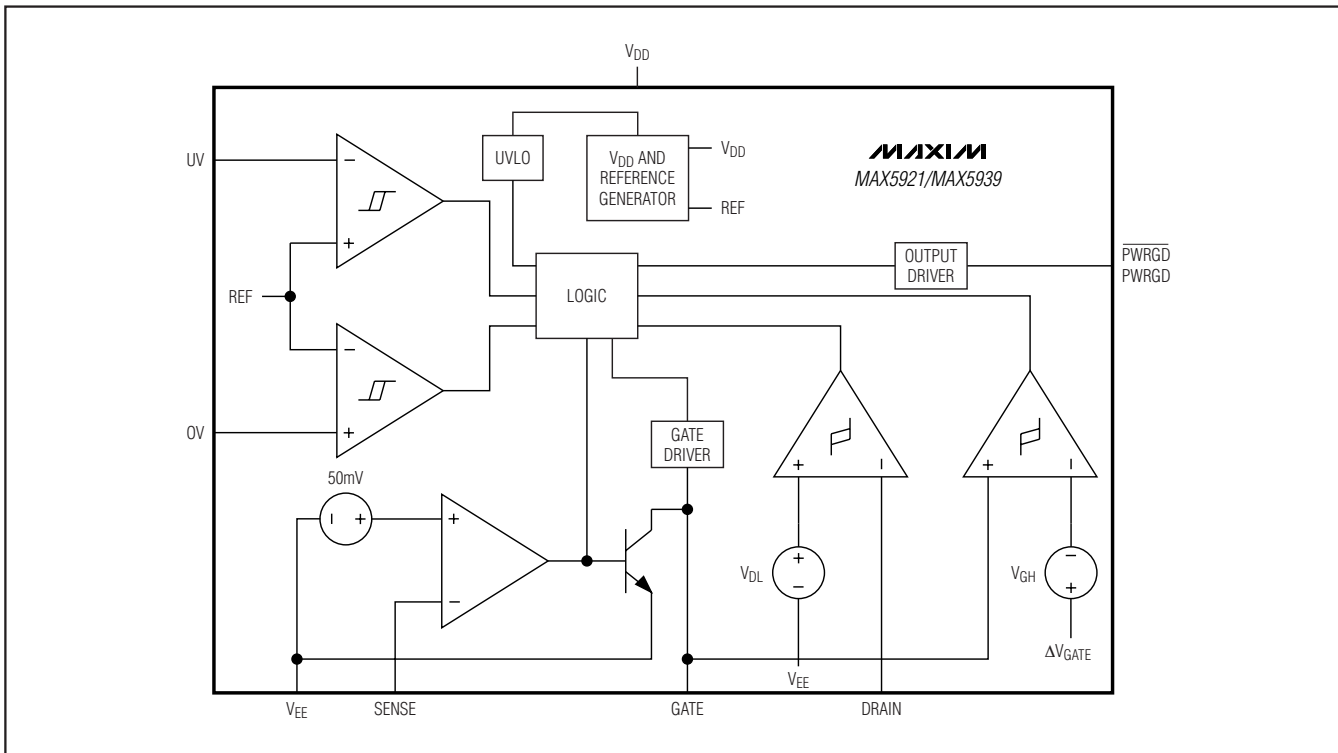 VDD
UV
−
+
REF
−
+
OV
UVLO
VDD AND
REFERENCE
GENERATOR
VDD
REF
MAXIM
MAX5921/MAX5939
LOGIC
OUTPUT
DRIVER
PWRGD
PWRGD
GATE
DRIVER
50mV
− +
+
−
+ −
+ −
VDL
+
−
VGH
−
+
ΔVGATE
VEE
VEE
SENSE
GATE
DRAIN